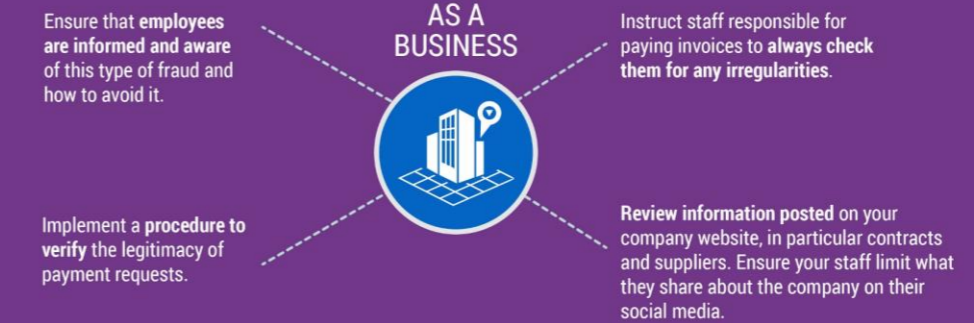 AS A
BUSINESS
Ensure that employees
are informed and aware
of this type of fraud and
how to avoid it.
Instruct staff responsible for
paying invoices to always check
them for any irregularities.
Implement a procedure to
verify the legitimacy of
payment requests.
Review information posted on your
company website, in particular contracts
and suppliers. Ensure your staff limit what
they share about the company on their
social media.